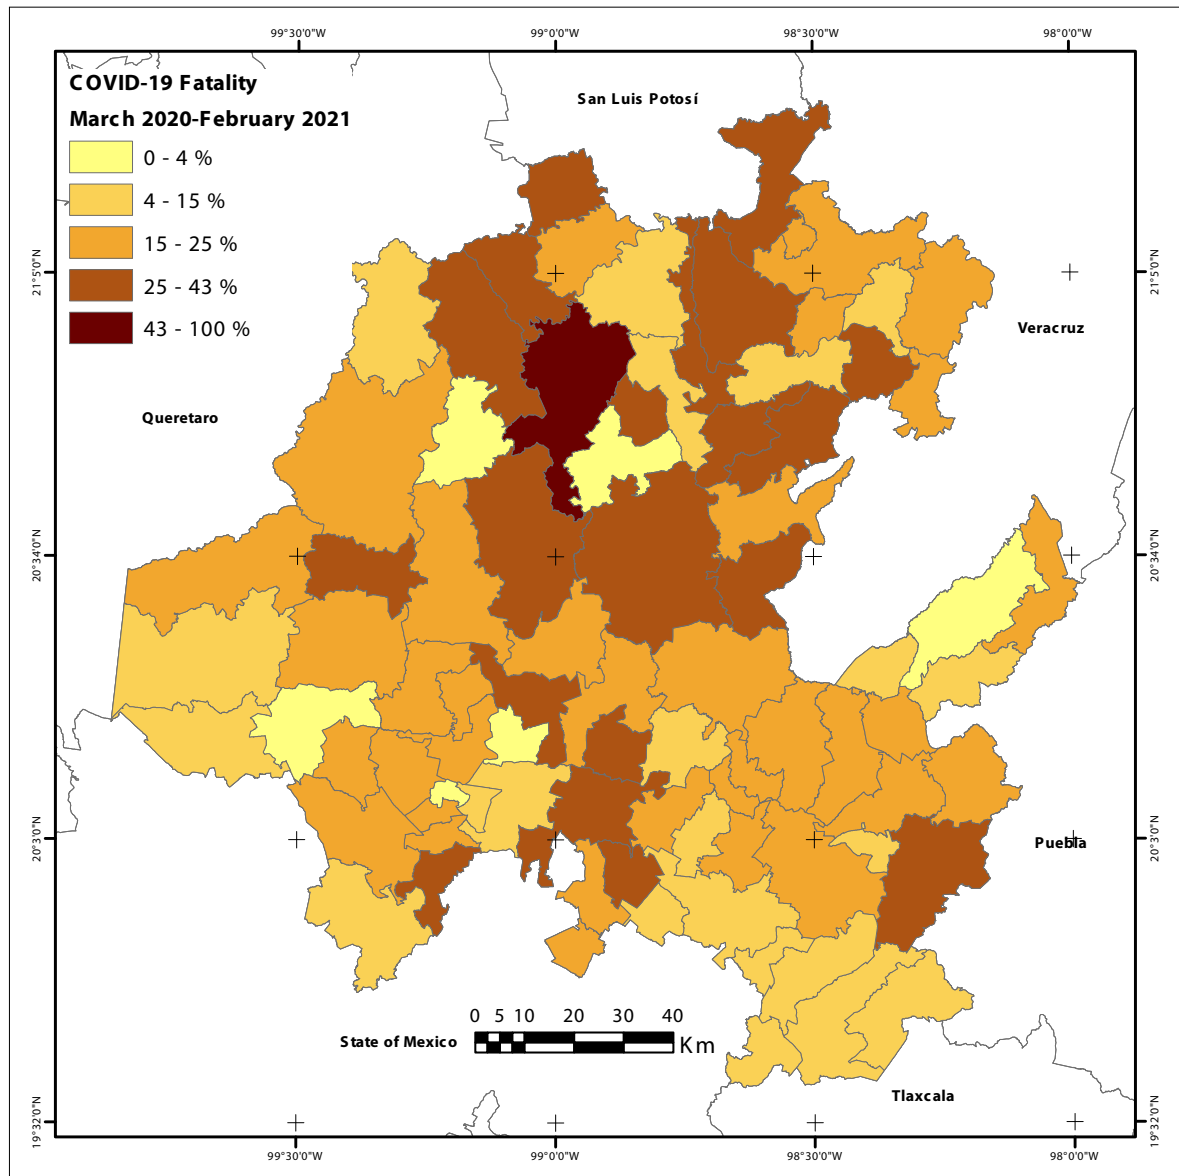 99°30'0"W 99°0'0"W 98°30'0"W 98°0'0"W
COVID-19 Fatality
March 2020-February 2021
0 - 4 %
4 - 15 %
15 - 25 %
25 - 43 %
43 - 100 %
San Luis Potosí
21°5'0"N 21°5'0"N
Veracruz
Queretaro
20°34'0"N 20°34'0"N
20°3'0"N 20°3'0"N
Puebla
0 5 10 20 30 40
State of Mexico
Km
Tlaxcala
19°32'0"N 19°32'0"N
99°30'0"W 99°0'0"W 98°30'0"W 98°0'0"W